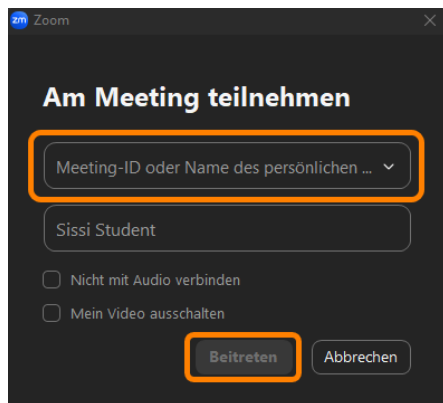 zm Zoom
Am Meeting teilnehmen
Meeting-ID oder Name des persönlichen ...
Sissi Student
Nicht mit Audio verbinden
Mein Video ausschalten
Beitreten Abbrechen